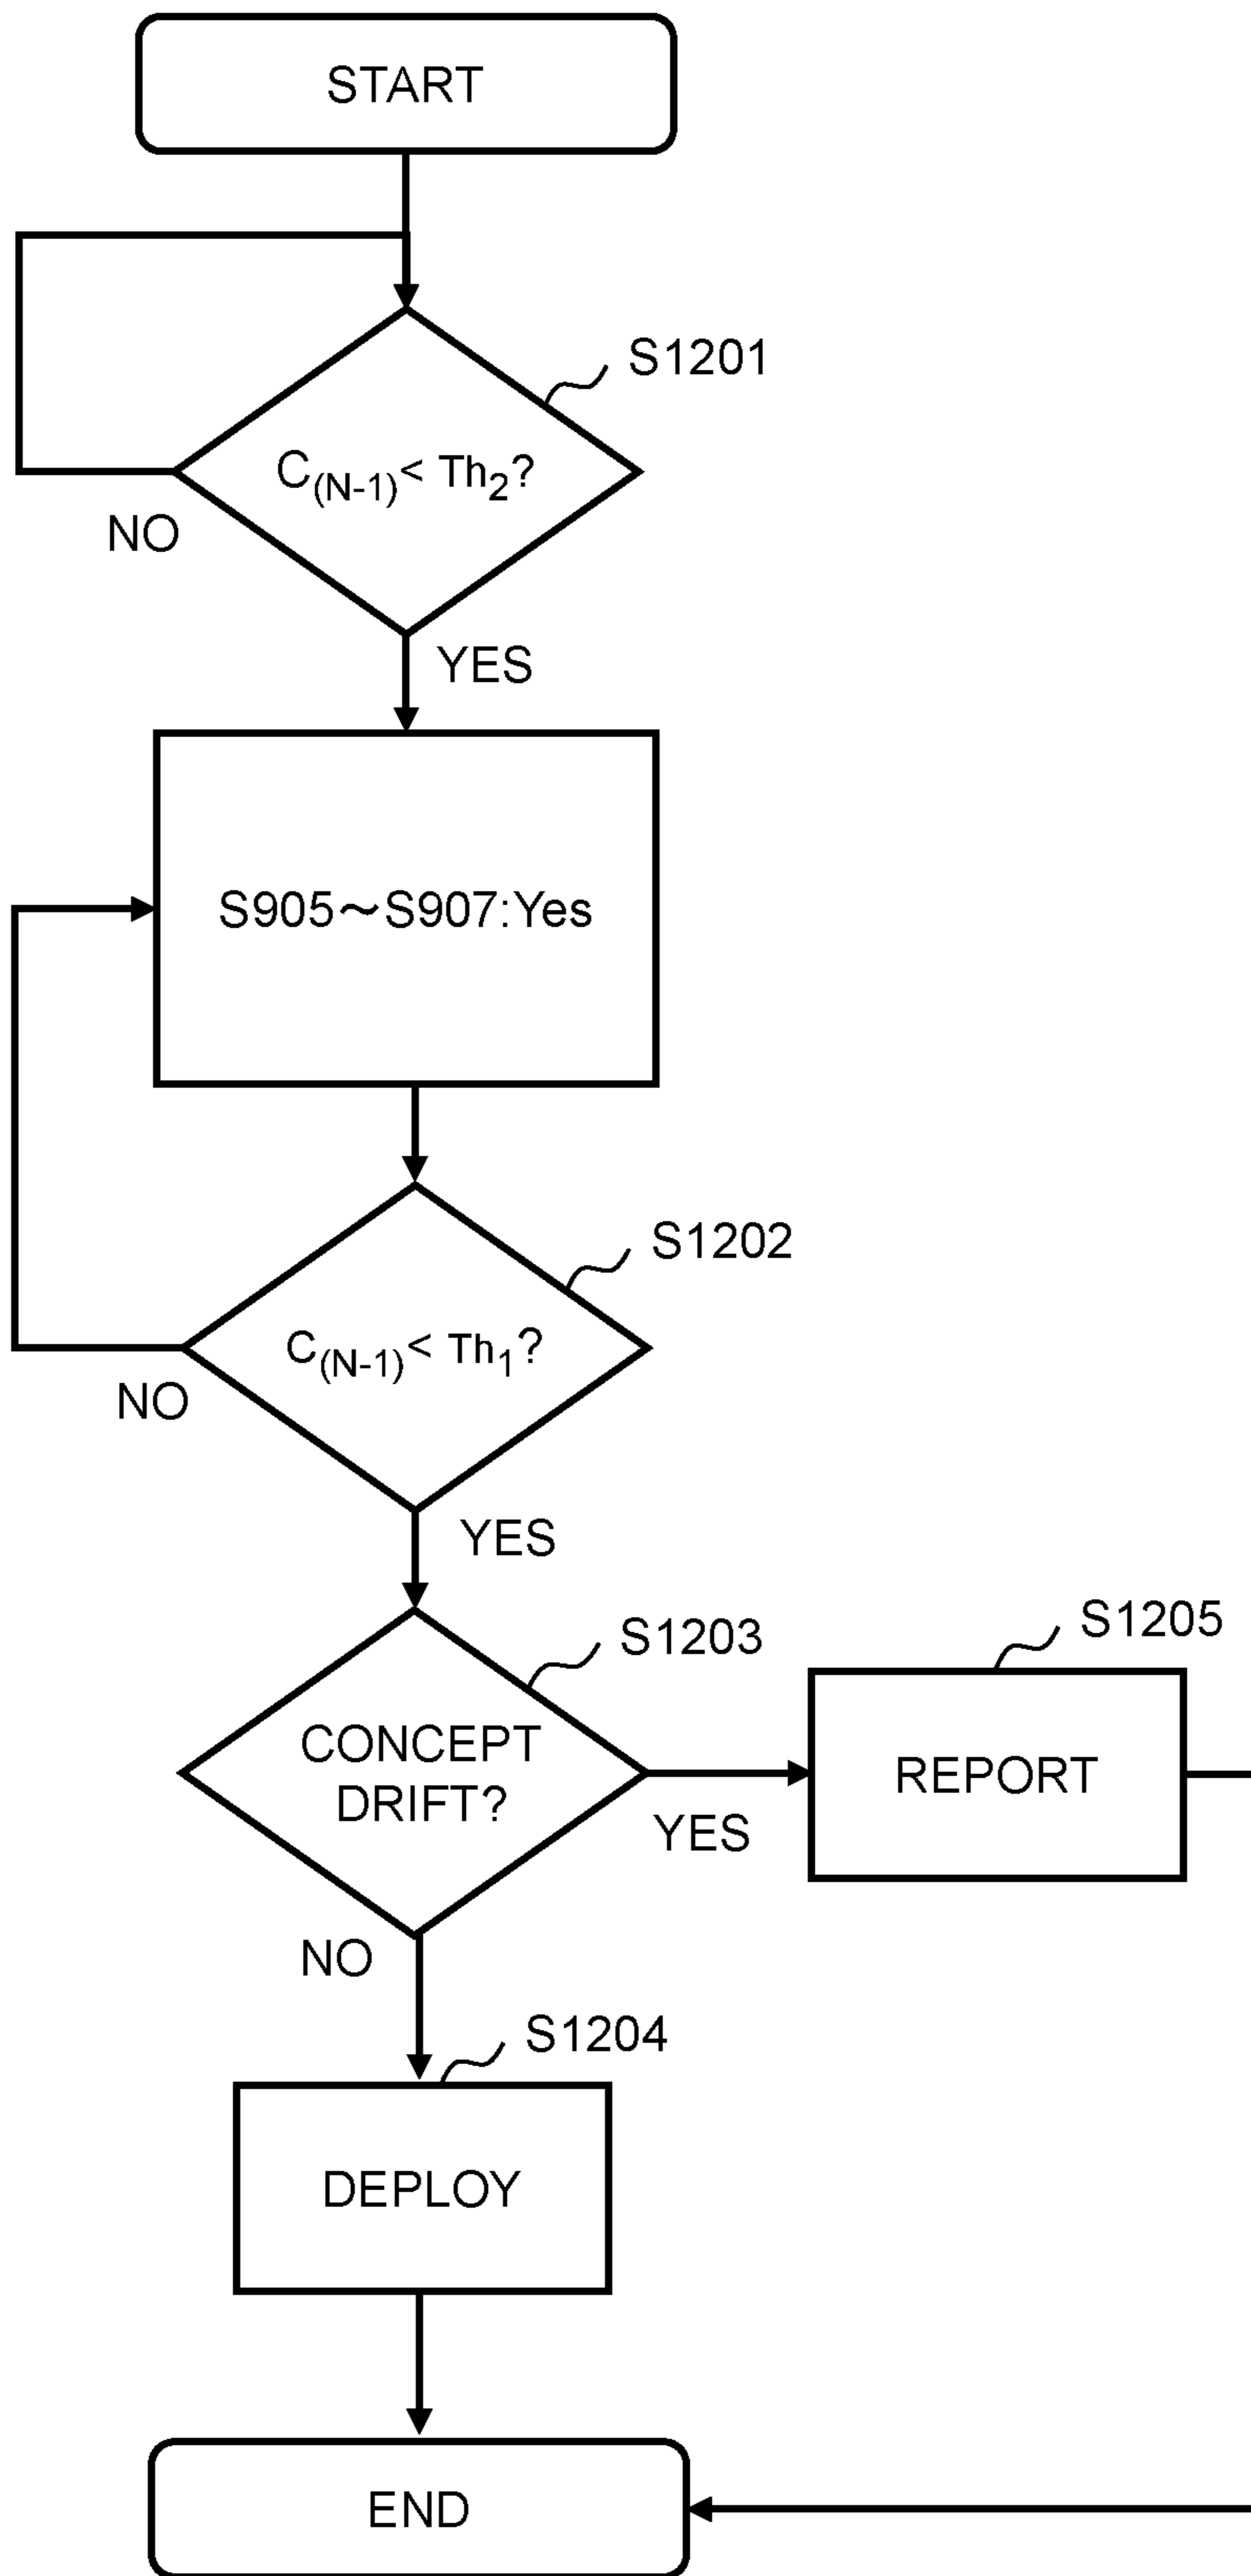 START
S1201
C(N-1)< Th2?
NO
YES
S905~S907:Yes
S1202
C(N-1)< Th1?
NO
YES
S1203
CONCEPT
DRIFT?
YES
S1205
REPORT
NO
S1204
DEPLOY
END